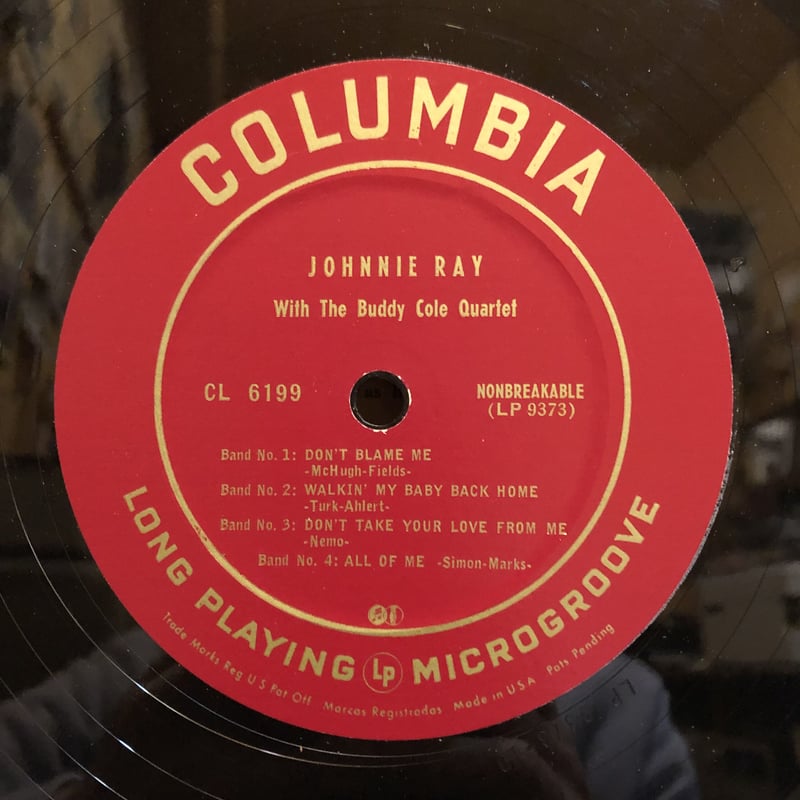 COLUMBIA
JOHNNIE RAY
With The Buddy Cole Quartet
CL 6199
NONBREAKABLE
(LP 9373)
Band No. 1: DON'T BLAME ME
-McHugh-Fields-
Band No. 2: WALKIN' MY BABY BACK HOME
-Turk-Ahlert-
Band No. 3: DON'T TAKE YOUR LOVE FROM ME
-Nemo-
Band No. 4: ALL OF ME -Simon-Marks-
LONG PLAYING Lp MICROGROOVE
Trade Marks Reg U S Pat Off Marcas Registradas Made in U S A Pats Pending